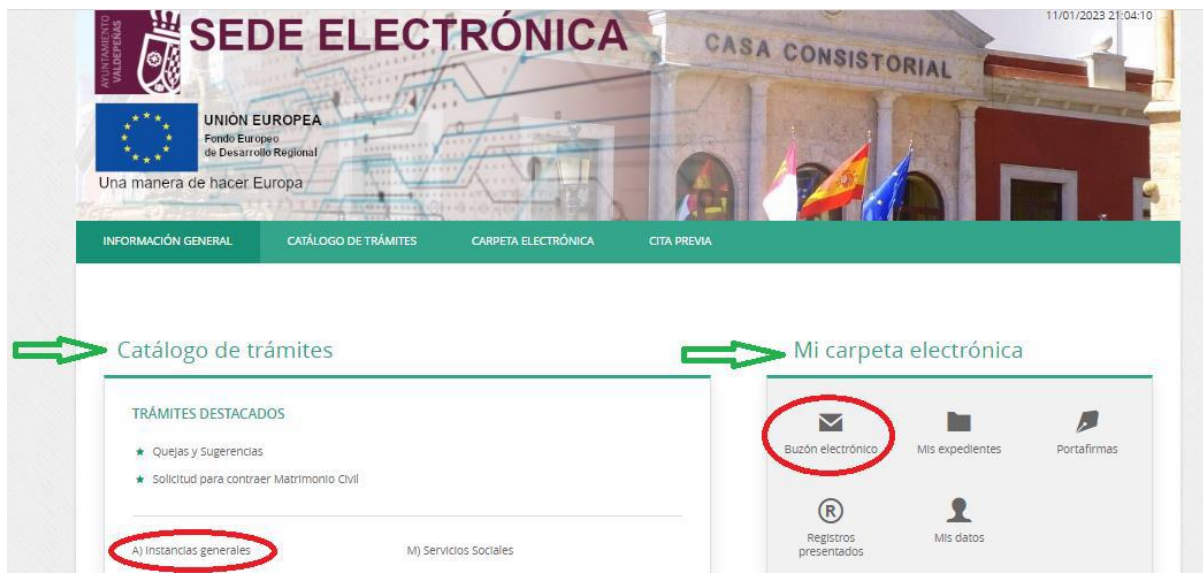 11/01/2023 21:04:10
AYUNTAMIENTO
VALDEPEÑAS
SEDE ELECTRÓNICA
CASA CONSISTORIAL
UNIÓN EUROPEA
Fondo Europeo
de Desarrollo Regional
Una manera de hacer Europa
INFORMACIÓN GENERAL
CATÁLOGO DE TRÁMITES
CARPETA ELECTRÓNICA
CITA PREVIA
Catálogo de trámites
TRÁMITES DESTACADOS
Quejas y Sugerencias
Solicitud para contraer Matrimonio Civil
A) Instancias generales
M) Servicios Sociales
Mi carpeta electrónica
Buzón electrónico
Mis expedientes
Portafirmas
R
Registros
presentados
Mis datos